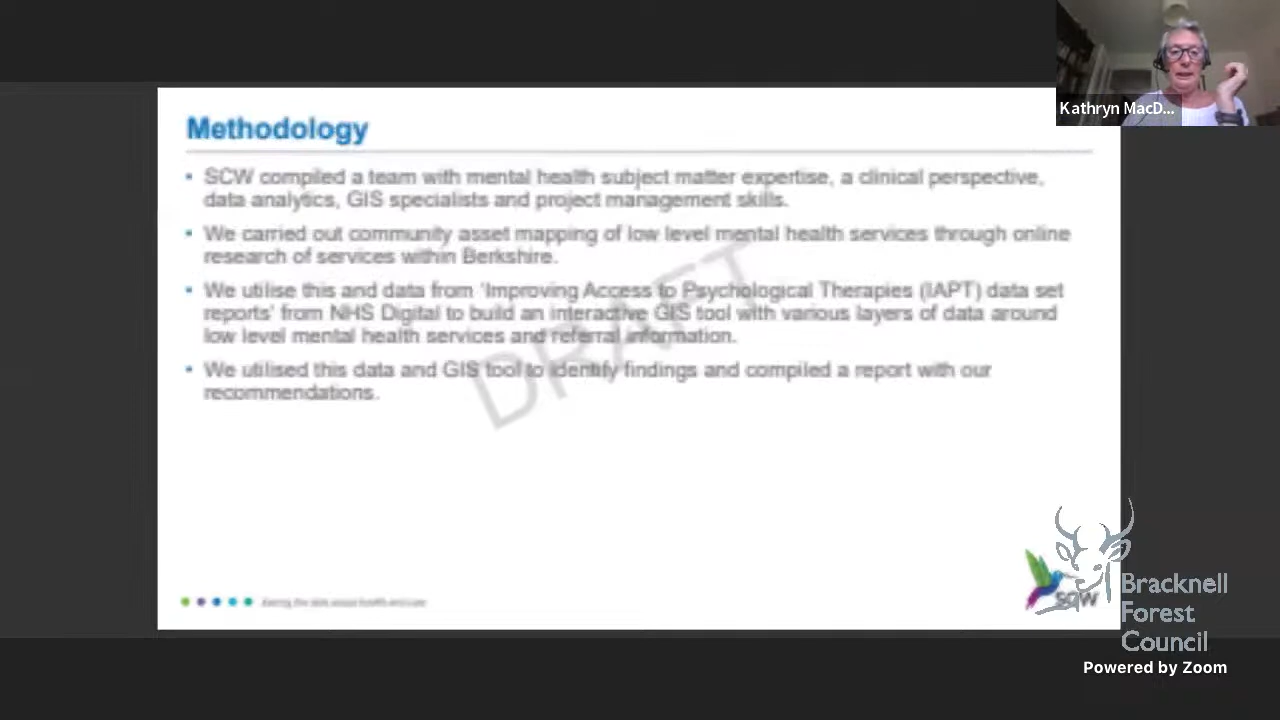 Kathryn MacD...
Methodology
• SCW compiled a team with mental health subject matter expertise, a clinical perspective,
data analytics, GIS specialists and project management skills.
• We carried out community asset mapping of low level mental health services through online
research of services within Berkshire.
• We utilise this and data from 'Improving Access to Psychological Therapies (IAPT) data set
reports' from NHS Digital to build an interactive GIS tool with various layers of data around
low level mental health services and referral information.
• We utilised this data and GIS tool to identify findings and compiled a report with our
recommendations.
DRAFT
SCW
Bracknell
Forest
Council
Powered by Zoom